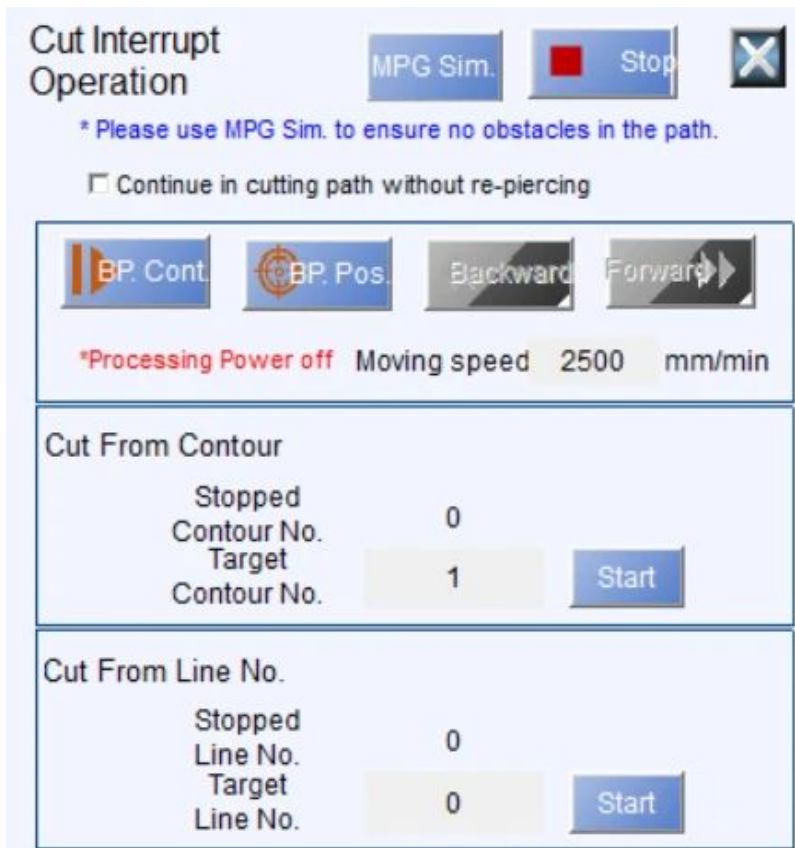 Cut Interrupt
Operation
MPG Sim.
Stop
* Please use MPG Sim. to ensure no obstacles in the path.
Continue in cutting path without re-piercing
BP. Cont.
BP. Pos.
Backward
Forward
*Processing Power off Moving speed 2500 mm/min
Cut From Contour
Stopped
Contour No.
0
Target
Contour No.
1
Start
Cut From Line No.
Stopped
Line No.
0
Target
Line No.
0
Start